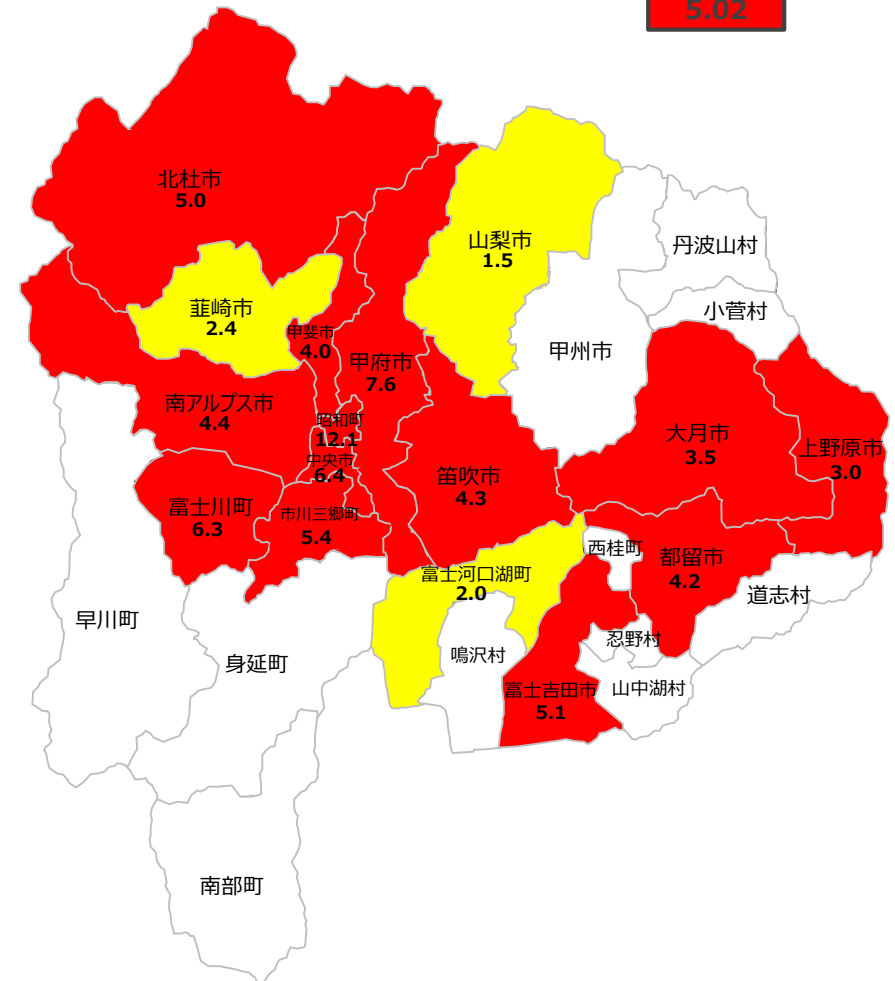 5.02
北杜市
5.0
山梨市
1.5
丹波山村
小菅村
韮崎市
2.4
甲斐市
4.0
甲府市
7.6
甲州市
南アルプス市
4.4
昭和町
12.1
中央市
6.4
大月市
3.5
上野原市
3.0
笛吹市
4.3
富士川町
6.3
市川三郷町
5.4
西桂町
都留市
4.2
富士河口湖町
2.0
道志村
早川町
身延町
鳴沢村
忍野村
富士吉田市
5.1
山中湖村
南部町